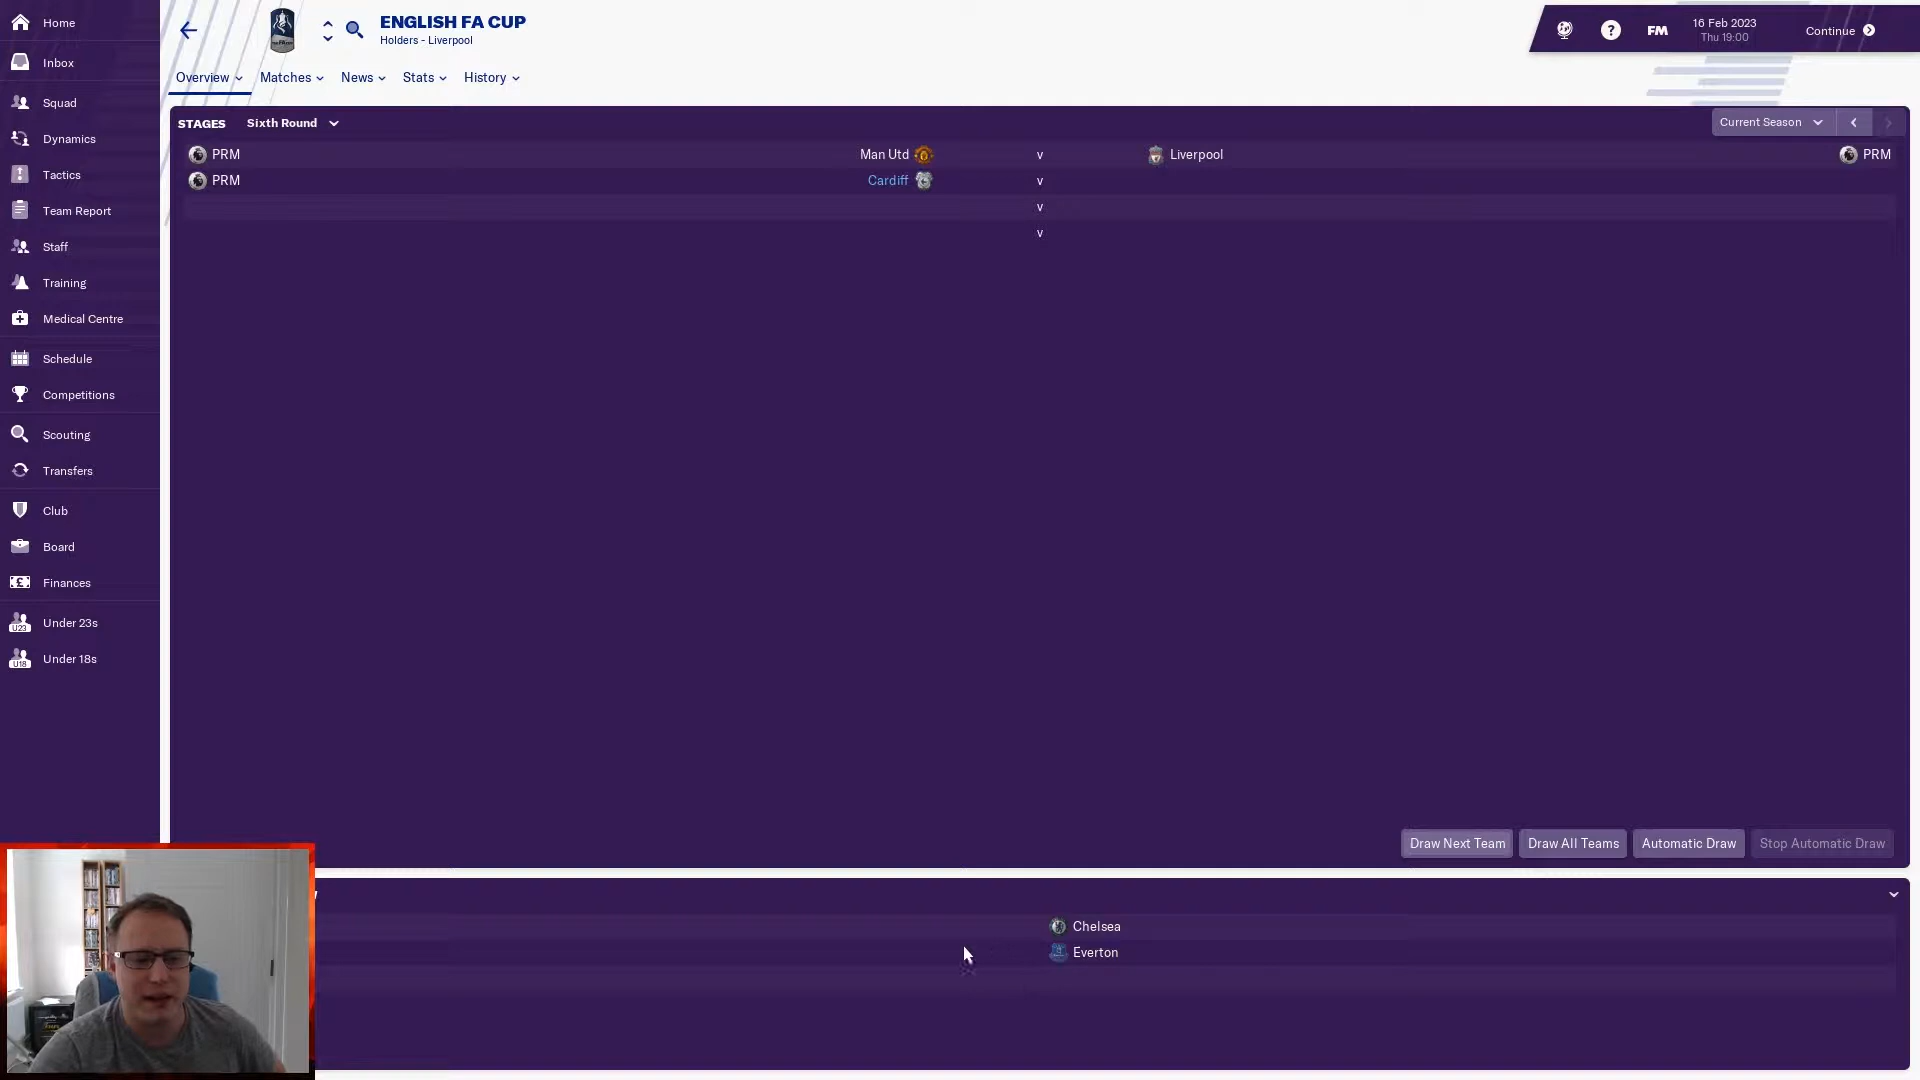 Home
Inbox
Squad
Dynamics
Tactics
Team Report
Staff
Training
Medical Centre
Schedule
Competitions
Scouting
Transfers
Club
Board
Finances
U23 Under 23s
U18 Under 18s
ENGLISH FA CUP
Holders - Liverpool
FM 16 Feb 2023 Continue
Thu 19:00
Overview Matches News Stats History
STAGES Sixth Round Current Season
PRM Man Utd v Liverpool PRM
PRM Cardiff v
v
v
Draw Next Team Draw All Teams Automatic Draw Stop Automatic Draw
Chelsea
Everton